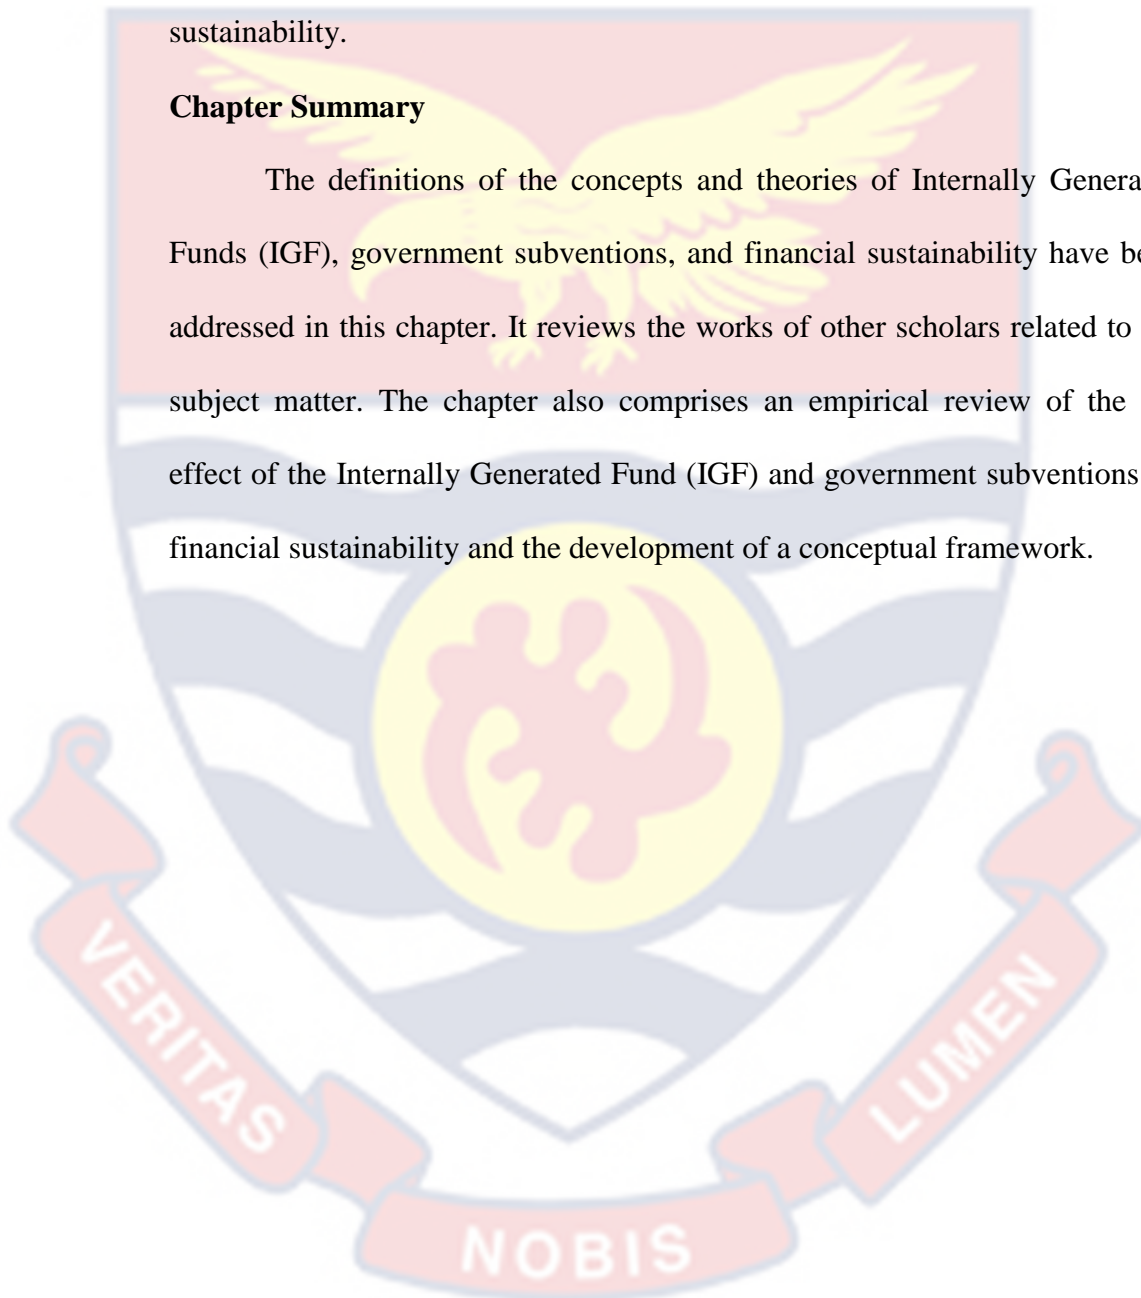 sustainability.
Chapter Summary
The definitions of the concepts and theories of Internally Genera
Funds (IGF), government subventions, and financial sustainability have be
addressed in this chapter. It reviews the works of other scholars related to
subject matter. The chapter also comprises an empirical review of the
effect of the Internally Generated Fund (IGF) and government subventions
financial sustainability and the development of a conceptual framework.
VERITAS
NOBIS
LUMEN